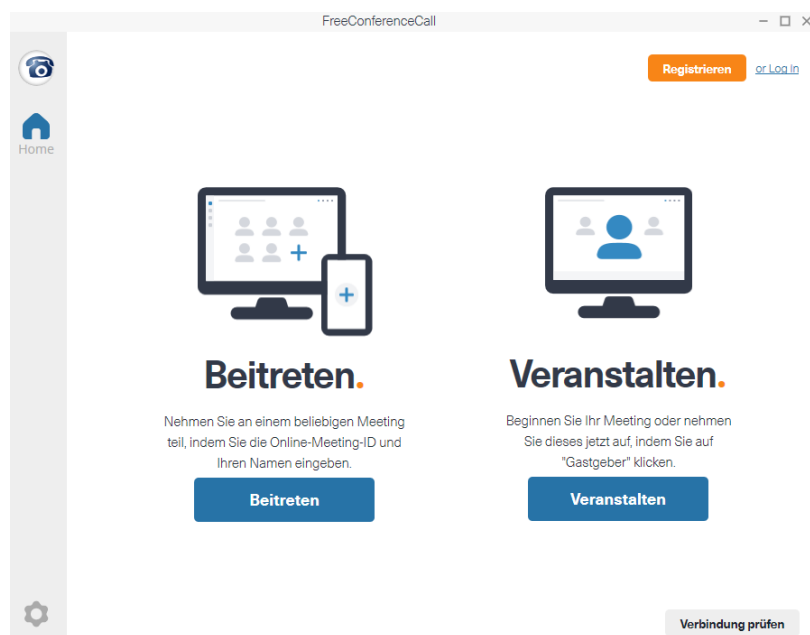 FreeConferenceCall
Registrieren or Log In
Home
Beitreten.
Nehmen Sie an einem beliebigen Meeting
teil, indem Sie die Online-Meeting-ID und
Ihren Namen eingeben.
Beitreten
Veranstalten.
Beginnen Sie Ihr Meeting oder nehmen
Sie dieses jetzt auf, indem Sie auf
"Gastgeber" klicken.
Veranstalten
Verbindung prüfen